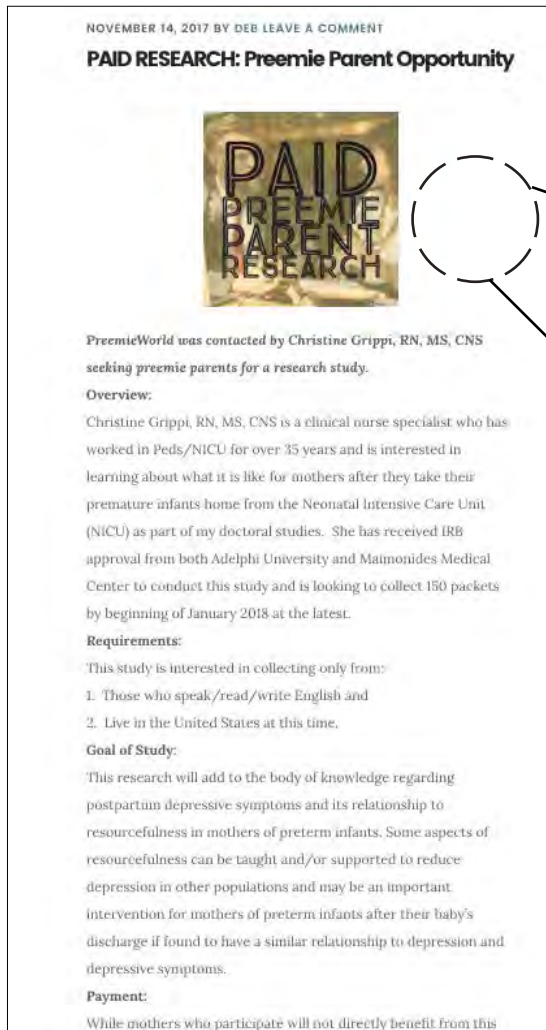 NOVEMBER 14, 2017 BY DEB LEAVE A COMMENT
PAID RESEARCH: Preemie Parent Opportunity
PAID
PREEMIE
PARENT
RESEARCH
PreemieWorld was contacted by Christine Grippi, RN, MS, CNS
seeking preemie parents for a research study.
Overview:
Christine Grippi, RN, MS, CNS is a clinical nurse specialist who has
worked in Peds/NICU for over 35 years and is interested in
learning about what it is like for mothers after they take their
premature infants home from the Neonatal Intensive Care Unit
(NICU) as part of my doctoral studies. She has received IRB
approval from both Adelphi University and Maimonides Medical
Center to conduct this study and is looking to collect 150 packets
by beginning of January 2018 at the latest.
Requirements:
This study is interested in collecting only from:
1. Those who speak/read/write English and
2. Live in the United States at this time.
Goal of Study:
This research will add to the body of knowledge regarding
postpartum depressive symptoms and its relationship to
resourcefulness in mothers of preterm infants. Some aspects of
resourcefulness can be taught and/or supported to reduce
depression in other populations and may be an important
intervention for mothers of preterm infants after their baby's
discharge if found to have a similar relationship to depression and
depressive symptoms.
Payment:
While mothers who participate will not directly benefit from this